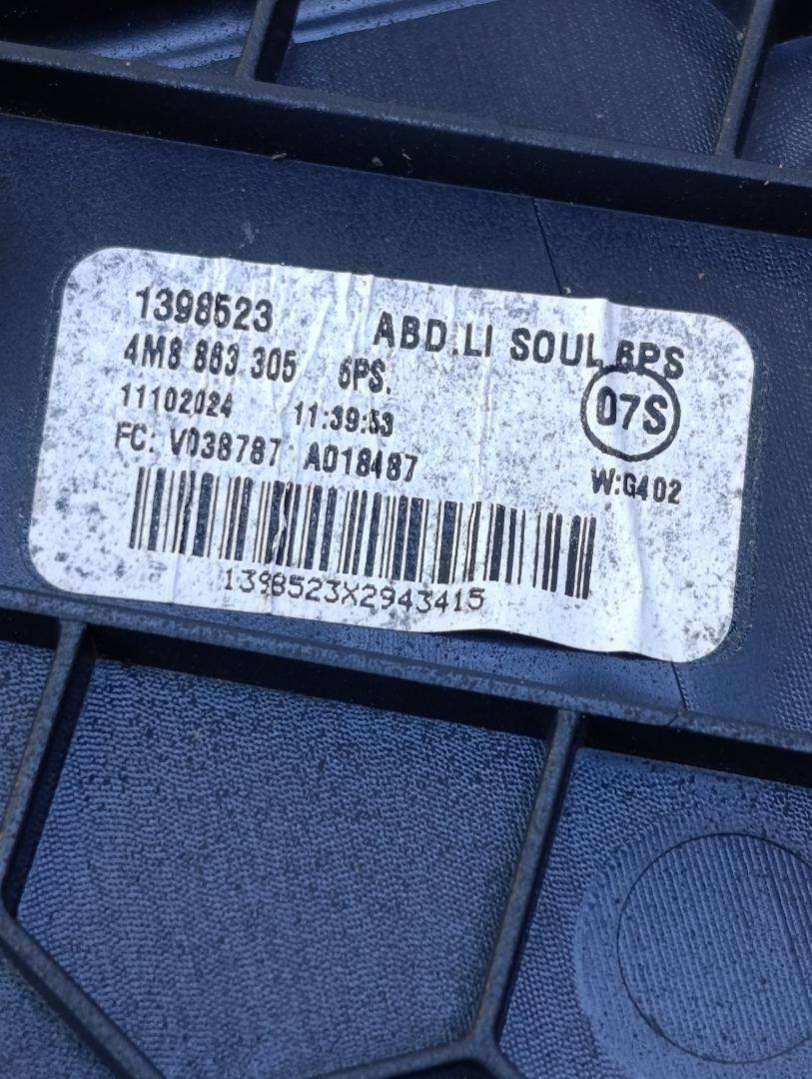 1398523 ABD.LI SOUL 6PS
4M8 863 305 6PS.
11102024 11:39:53 07S
FC: V038787 A018487 W:G402
1398523X2943415